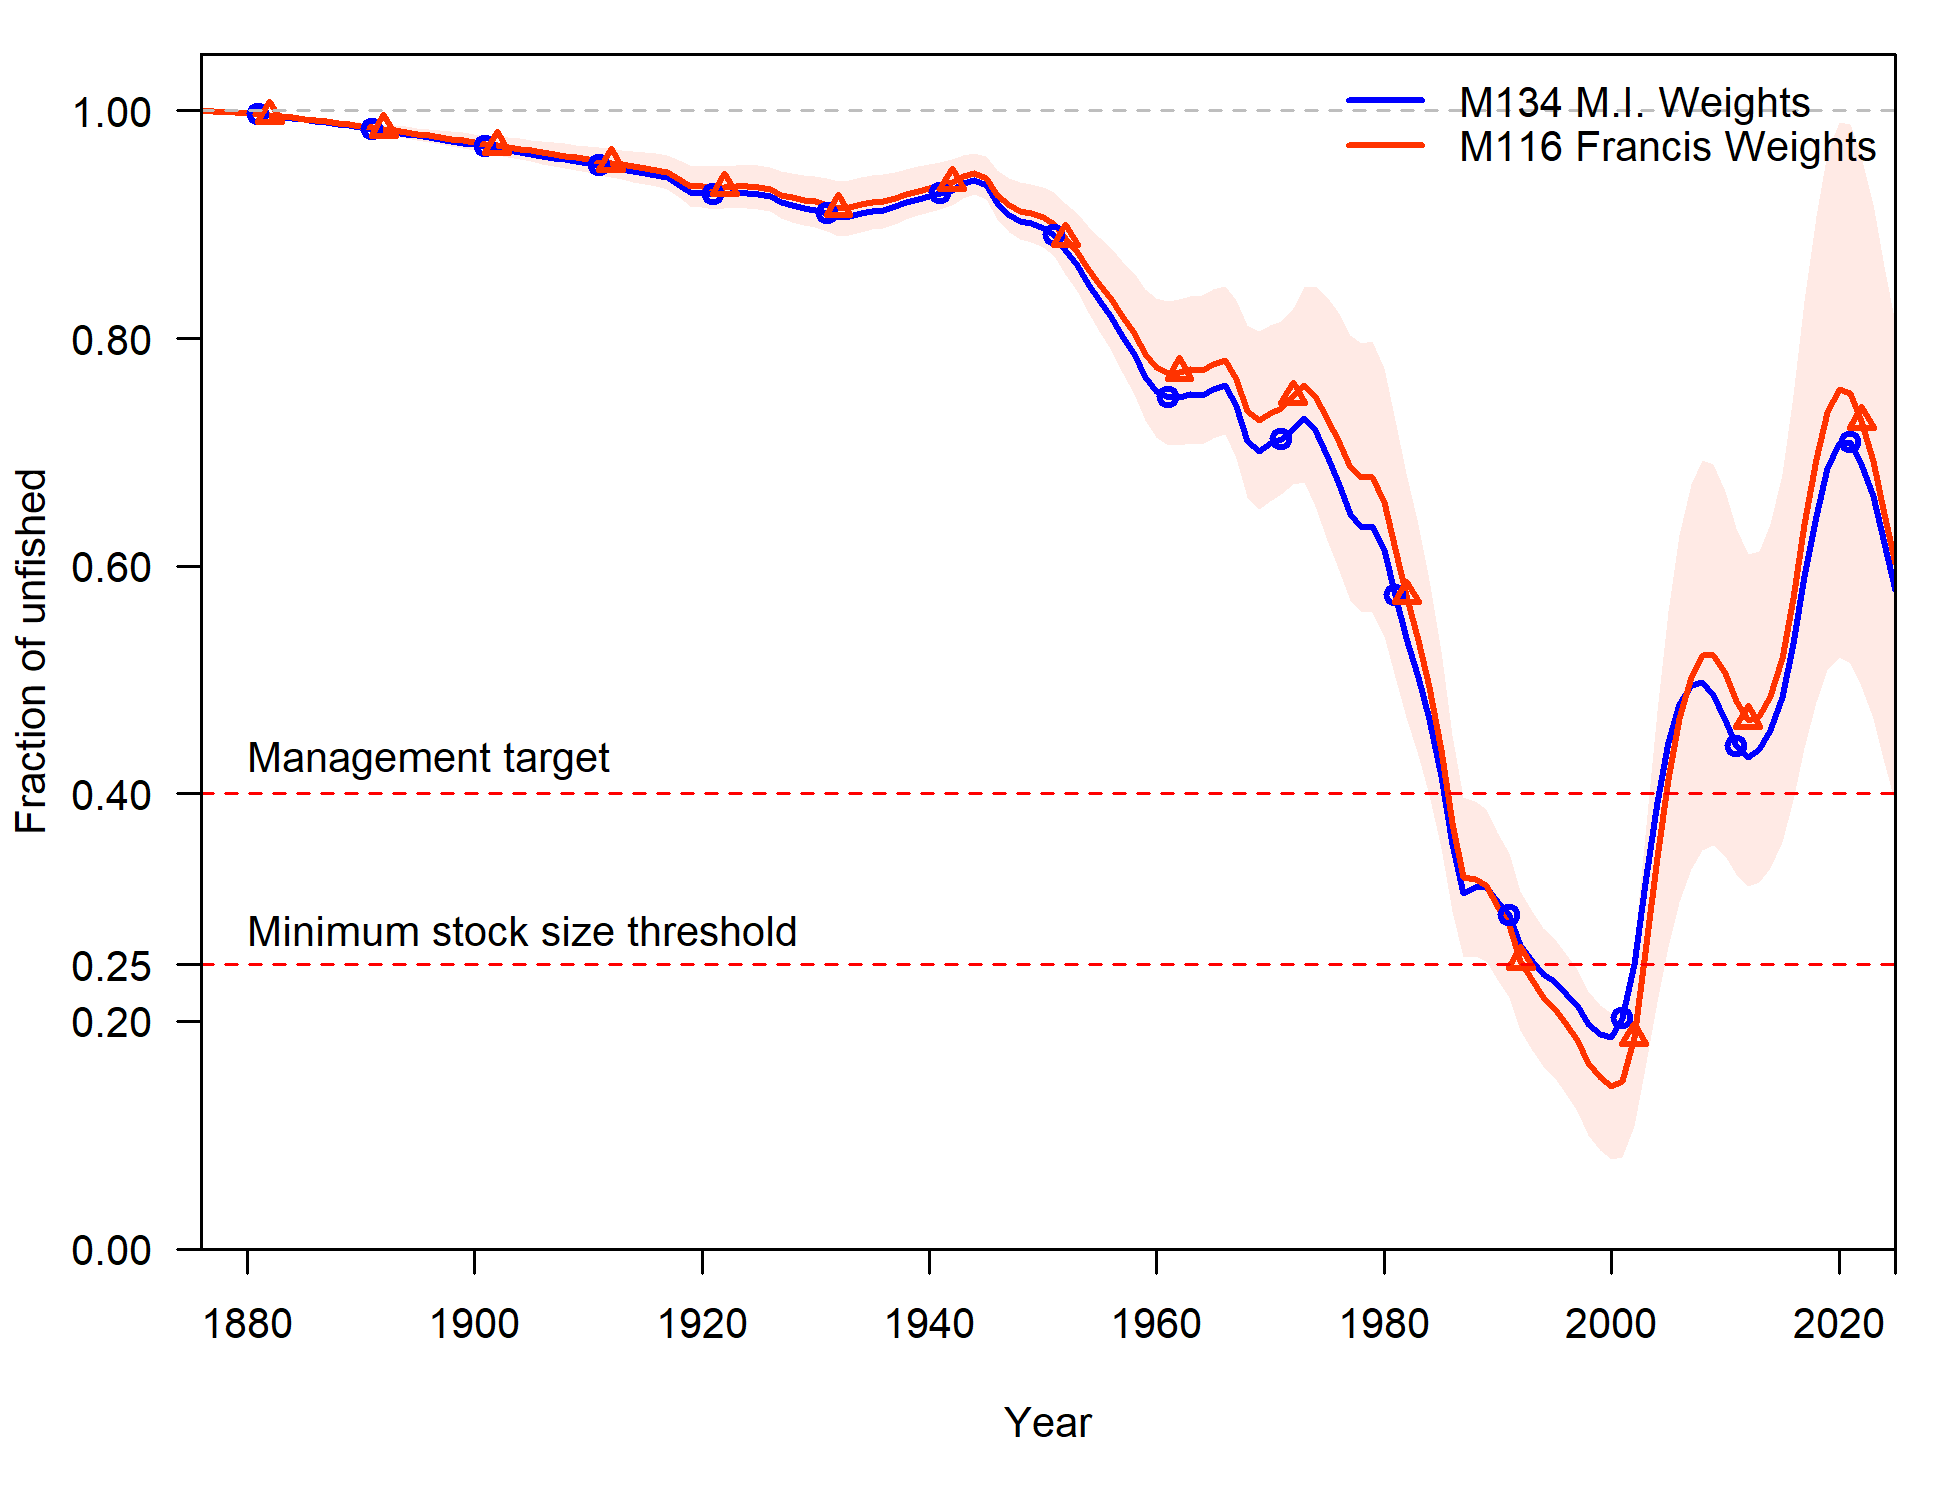 M134 M.I. Weights
M116 Francis Weights
1.00
0.80
0.60
0.40
0.25
0.20
0.00
Fraction of unfished
Management target
Minimum stock size threshold
1880 1900 1920 1940 1960 1980 2000 2020
Year